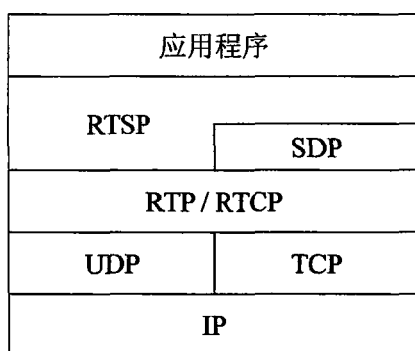 应用程序
RTSP
SDP
RTP / RTCP
UDP TCP
IP